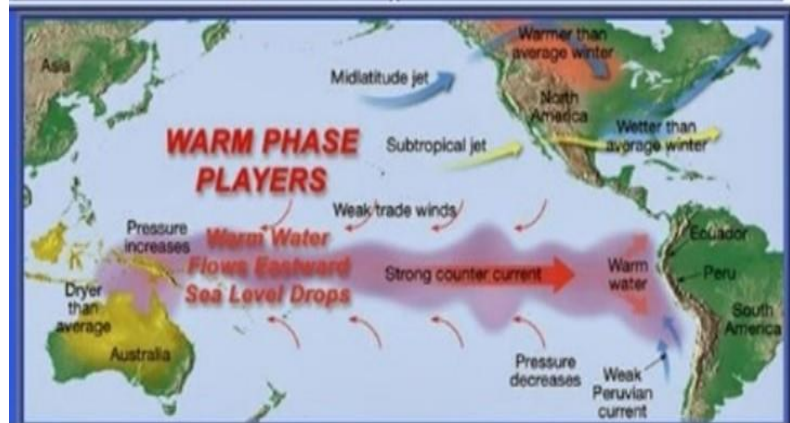 Warmer than
average winter
Asia
Midlatitude jet
North
America
WARM PHASE
PLAYERS
Subtropical jet
Wetter than
average winter
Weak trade winds
Pressure
increases
Warm Water
Flows Eastward
Sea Level Drops
Ecuador
Strong counter current
Warm
water
Peru
Dryer
than
average
South
America
Australia
Pressure
decreases
Weak
Peruvian
current